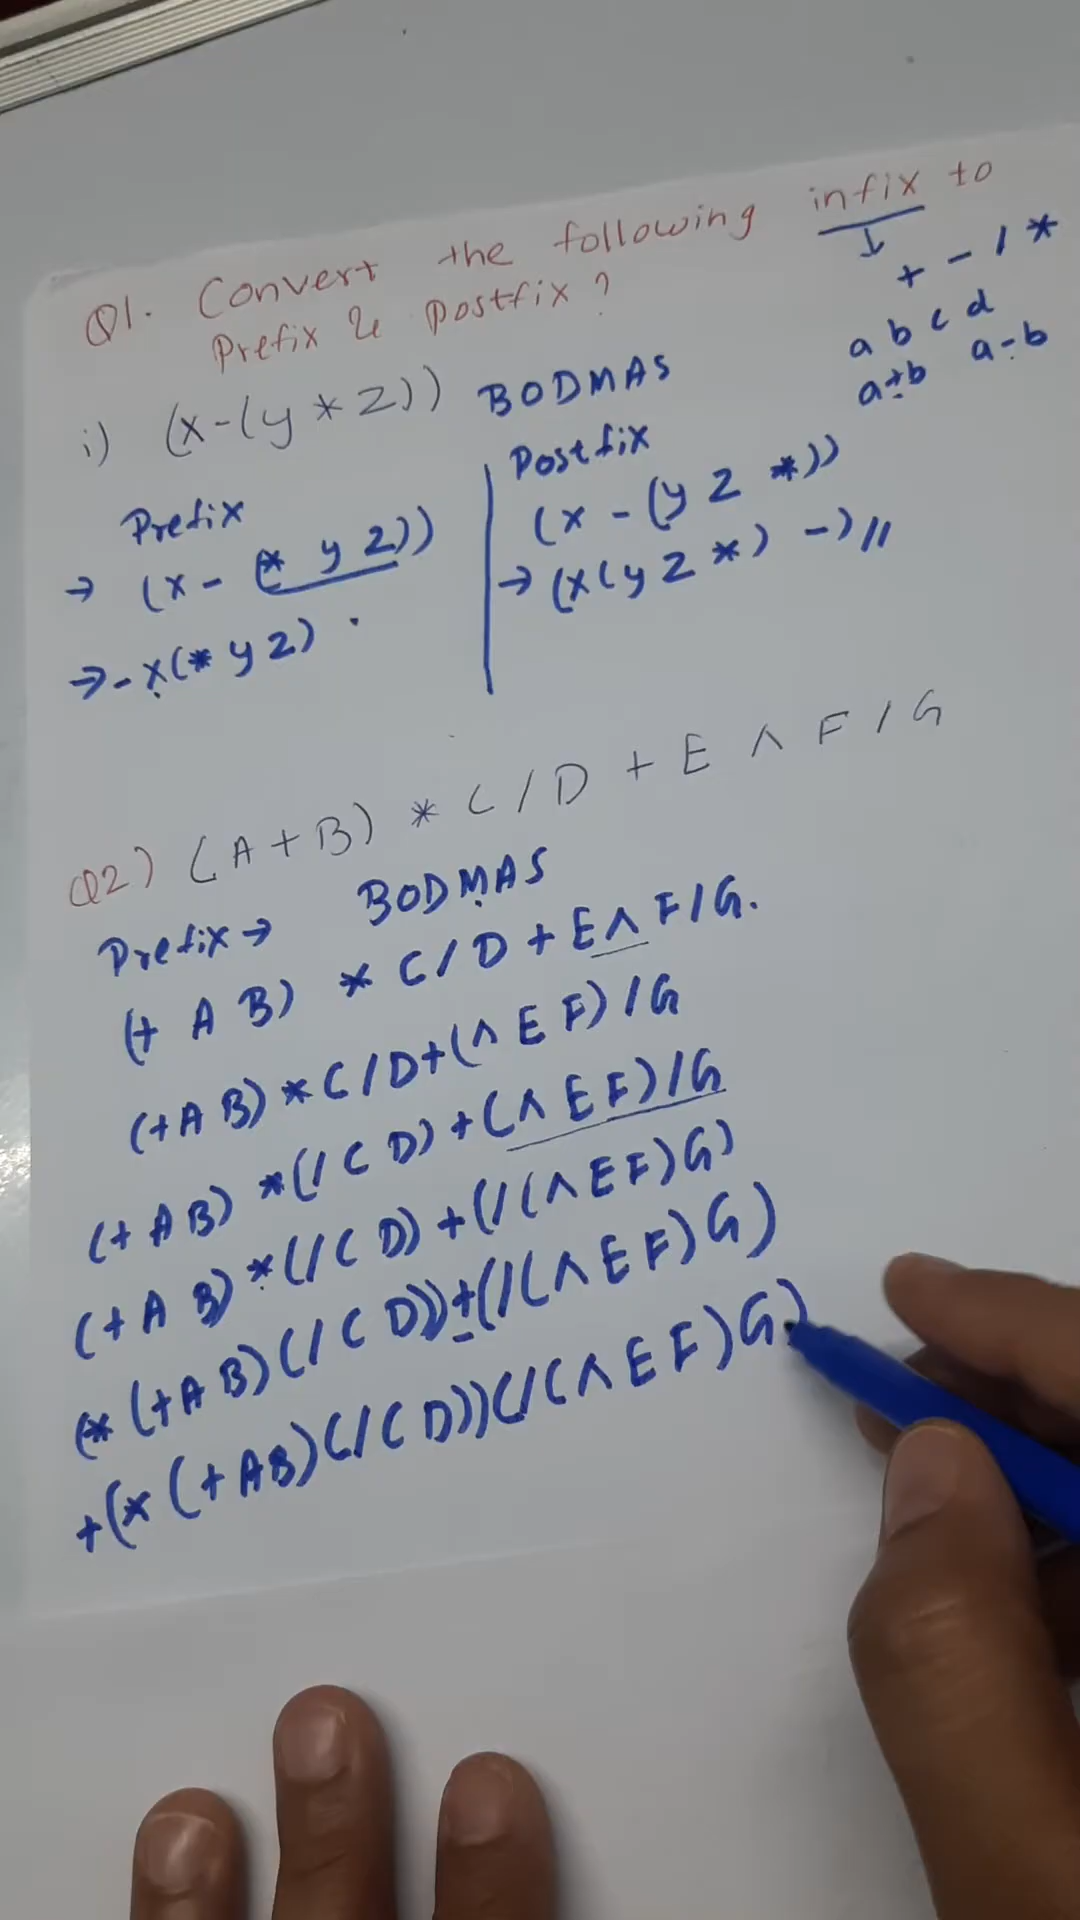 Q1. Convert the following infix to
Prefix & Postfix ?
+ - / *
a b c d
a+b a-b
i) (x-(y * z)) BODMAS
Prefix
→ (x - (* y z))
→ - x(* y z)
Postfix
(x - (y z *))
→ (x(y z *) -)//
Q2) (A+B) * C / D + E ∧ F / G
Prefix → BODMAS
(+ A B) * C / D + E ∧ F / G.
(+A B) * C / D + (∧ E F) / G
(+ A B) * (/ C D) + (∧ E F) / G
(+ A B) * (/ C D) + (/ (∧ E F) G)
(* (+A B) (/ C D)) + (/ (∧ E F) G)
+(* (+ A B) (/ C D)) (/ (∧ E F) G)